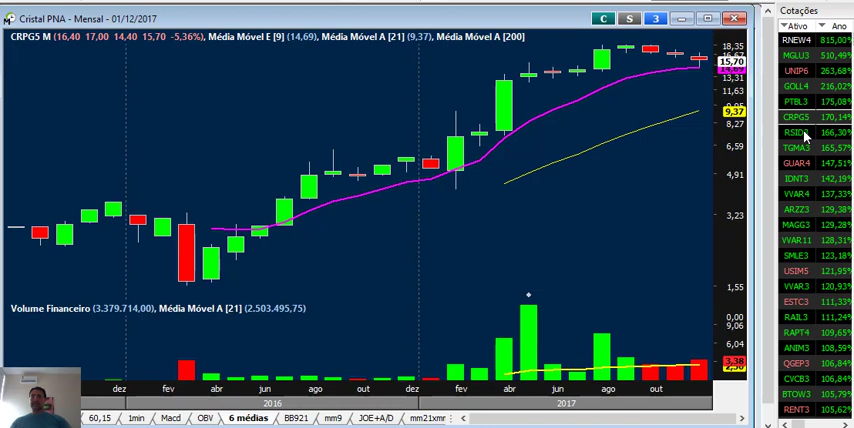 Cristal PNA - Mensal - 01/12/2017
C S 3
CRPG5 M (16,40 17,00 14,40 15,70 -5,36%), Média Móvel E [9] (14,69), Média Móvel A [21] (9,37), Média Móvel A [200]
18,35
15,70
14,69
13,31
11,63
9,37
8,27
6,59
4,91
3,23
1,55
Volume Financeiro (3.379.714,00), Média Móvel A [21] (2.503.495,75)
0,00
9,06
6,04
3,38
2,50
dez fev abr jun ago out dez fev abr jun ago out
2016 2017
60,15 1min Macd OBV 6 médias BB921 mm9 JOE+A/D mm21xmr
Cotações
Ativo Ano
RNEW4 815,00%
MGLU3 510,49%
UNIP6 263,68%
GOLL4 216,02%
PTBL3 175,08%
CRPG5 170,14%
RSID3 166,30%
TGMA3 165,57%
GUAR4 147,51%
IDNT3 142,19%
VVAR4 137,33%
ARZZ3 129,38%
MAGG3 129,28%
VVAR11 128,31%
SMLE3 123,18%
USIM5 121,95%
VVAR3 120,93%
ESTC3 111,33%
RAIL3 111,24%
RAPT4 109,65%
ANIM3 108,59%
QGEP3 106,84%
CVCB3 106,84%
BTOW3 105,79%
RENT3 105,62%